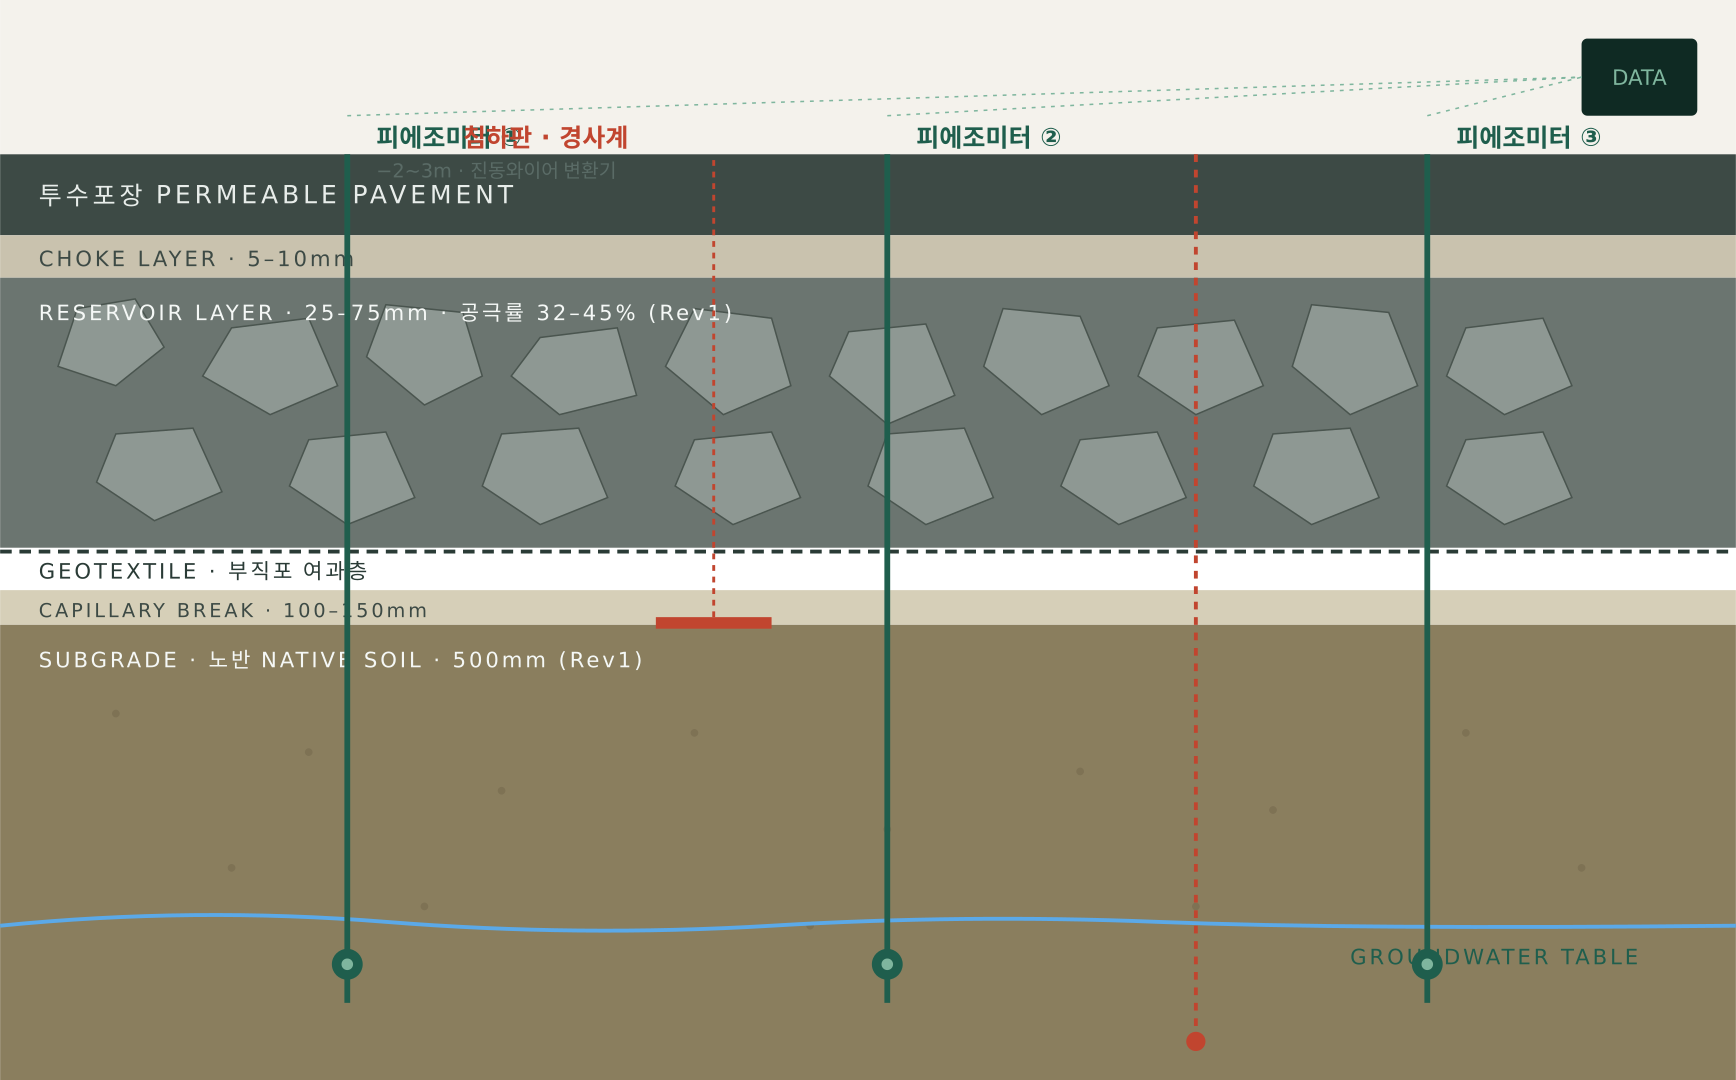 DATA
피에조미터 ①
침하판 · 경사계
피에조미터 ②
피에조미터 ③
−2~3m · 진동와이어 변환기
투수포장 PERMEABLE PAVEMENT
CHOKE LAYER · 5–10mm
RESERVOIR LAYER · 25–75mm · 공극률 32–45% (Rev1)
GEOTEXTILE · 부직포 여과층
CAPILLARY BREAK · 100–150mm
SUBGRADE · 노반 NATIVE SOIL · 500mm (Rev1)
GROUNDWATER TABLE